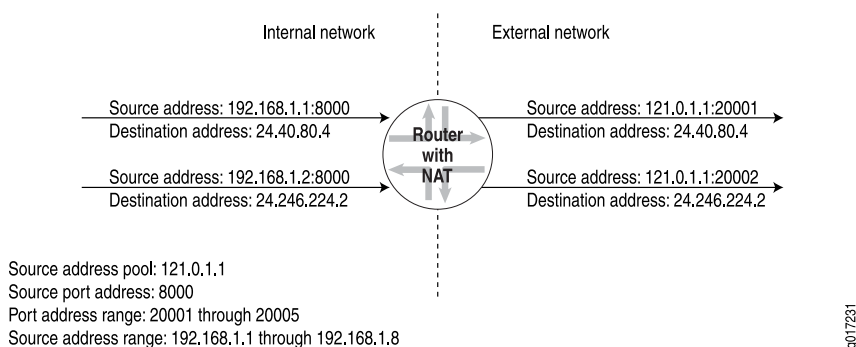 Internal network
External network
Source address: 192.168.1.1:8000
Destination address: 24.40.80.4
Source address: 192.168.1.2:8000
Destination address: 24.246.224.2
Router
with
NAT
Source address: 121.0.1.1:20001
Destination address: 24.40.80.4
Source address: 121.0.1.1:20002
Destination address: 24.246.224.2
Source address pool: 121.0.1.1
Source port address: 8000
Port address range: 20001 through 20005
Source address range: 192.168.1.1 through 192.168.1.8